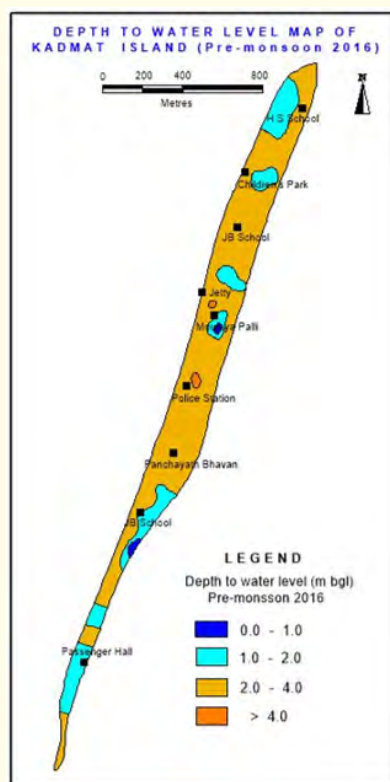 DEPTH TO WATER LEVEL MAP OF
KADMAT ISLAND (Pre-monsoon 2016)
0 200 400 800
Metres
N
H S School
Children's Park
JB School
Jetty
Palli
Police Station
Panchayath Bhavan
JB School
Passenger Hall
LEGEND
Depth to water level (m bgl)
Pre-monsson 2016
0.0 - 1.0
1.0 - 2.0
2.0 - 4.0
> 4.0